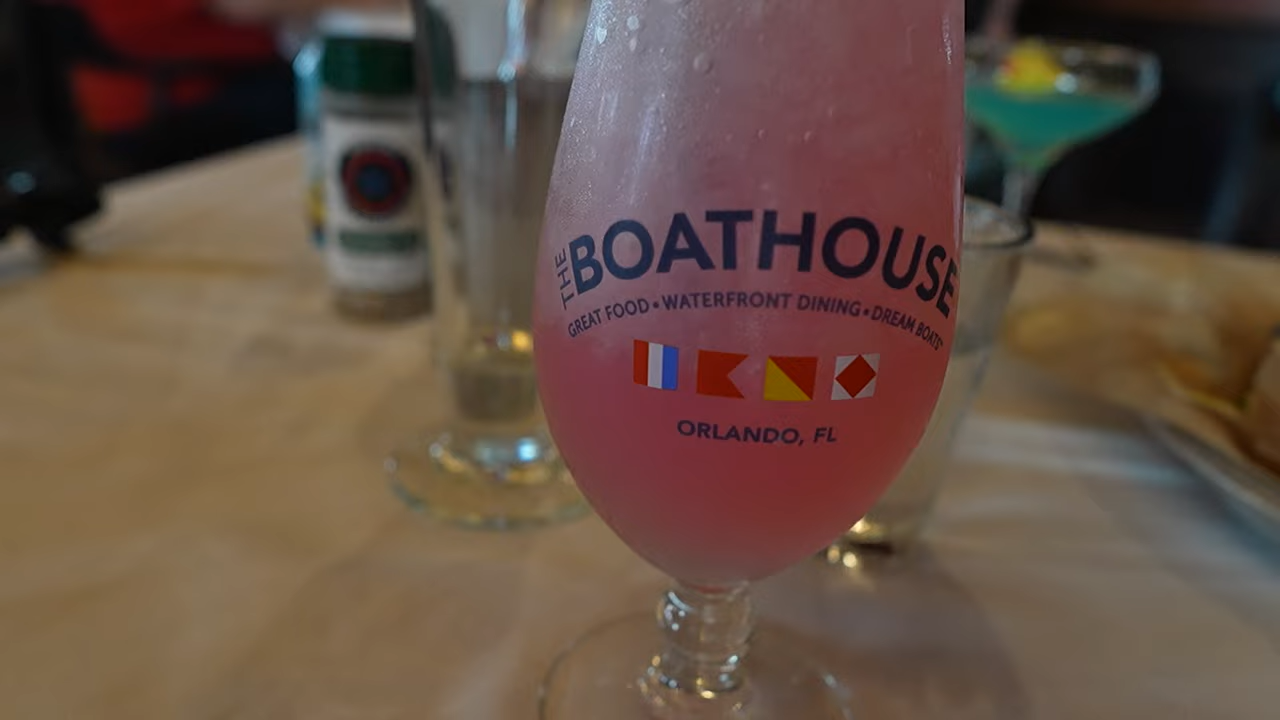 THE BOATHOUSE
GREAT FOOD • WATERFRONT DINING • DREAM BOATS
ORLANDO, FL